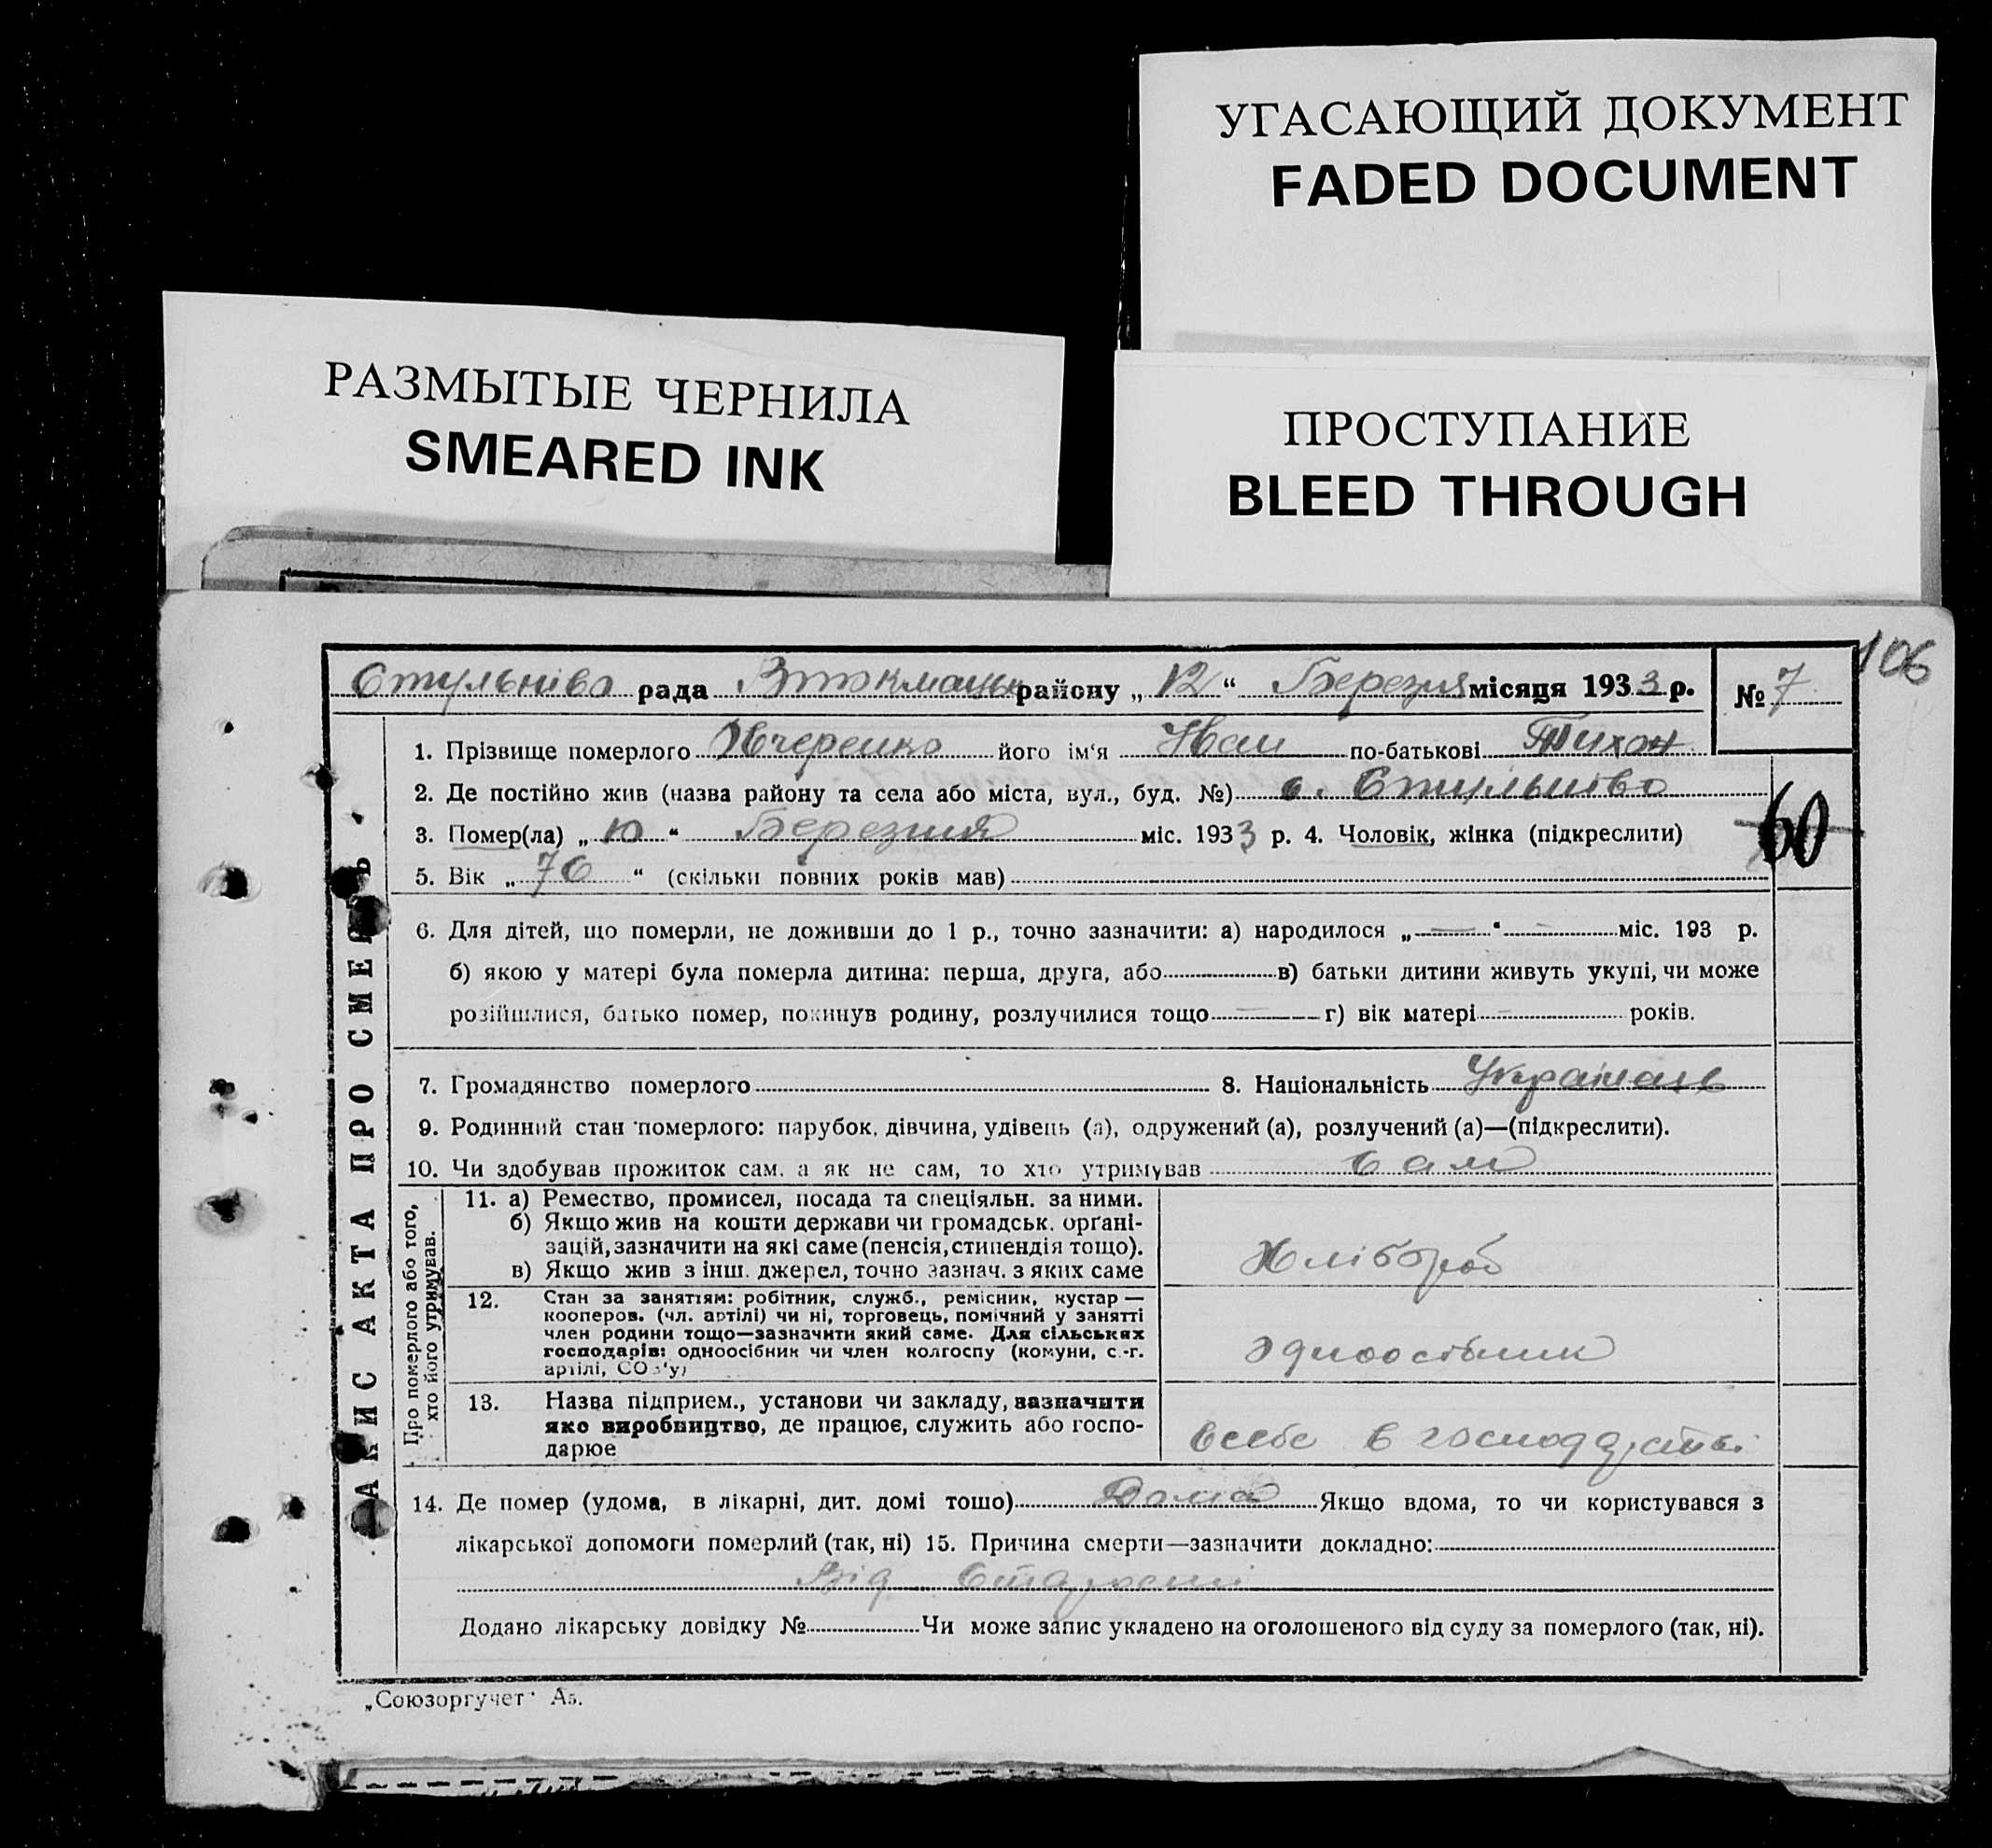 УГАСАЮЩИЙ ДОКУМЕНТ
FADED DOCUMENT
РАЗМЫТЫЕ ЧЕРНИЛА
SMEARED INK
ПРОСТУПАНИЕ
BLEED THROUGH
106
Стульніво рада району „12“ Березня місяця 1933 р. № 7
1. Прізвище померлого його ім'я по-батькові Тихон
2. Де постійно жив (назва району та села або міста, вул., буд. №) с. Стульніво
3. Помер(ла) „10“ Березня міс. 1933 р. 4. Чоловік, жінка (підкреслити)
60
5. Вік „70“ (скільки повних років мав)
6. Для дітей, що померли, не доживши до 1 р., точно зазначити: а) народилося „—“ — міс. 193 р.
б) якою у матері була померла дитина: перша, друга, або в) батьки дитини живуть укупі, чи може
розійшлися, батько помер, покинув родину, розлучилися тощо — г) вік матері — років.
7. Громадянство померлого 8. Національність Українець
9. Родинний стан померлого: парубок, дівчина, удівець (а), одружений (а), розлучений (а)—(підкреслити).
10. Чи здобував прожиток сам, а як не сам, то хто утримував сам
ЗАПИС АКТА ПРО СМЕРТЬ
Про померлого або того, хто його утримував.
11. а) Ремество, промисел, посада та спеціяльн. за ними.
б) Якщо жив на кошти держави чи громадськ. орґані-
зацій, зазначити на які саме (пенсія, стипендія тощо).
в) Якщо жив з інш. джерел, точно зазнач. з яких саме
Хлібороб
12. Стан за заняттям: робітник, служб., ремісник, кустар —
кооперов. (чл. артілі) чи ні, торговець, помічний у занятті
член родини тощо—зазначити який саме. Для сільських
господарів: одноосібник чи член колгоспу (комуни, с.-г.
артілі, СОЗ'у)
одноосібник
13. Назва підприєм., установи чи закладу, зазначити
яке виробництво, де працює, служить або госпо-
дарює
всебе в господарстві
14. Де помер (удома, в лікарні, дит. домі тощо) Дома Якщо вдома, то чи користувався з
лікарської допомоги померлий (так, ні) 15. Причина смерти—зазначити докладно:
Від старости
Додано лікарську довідку № Чи може запис укладено на оголошеного від суду за померлого (так, ні).
„Союзоргучет“ А5.